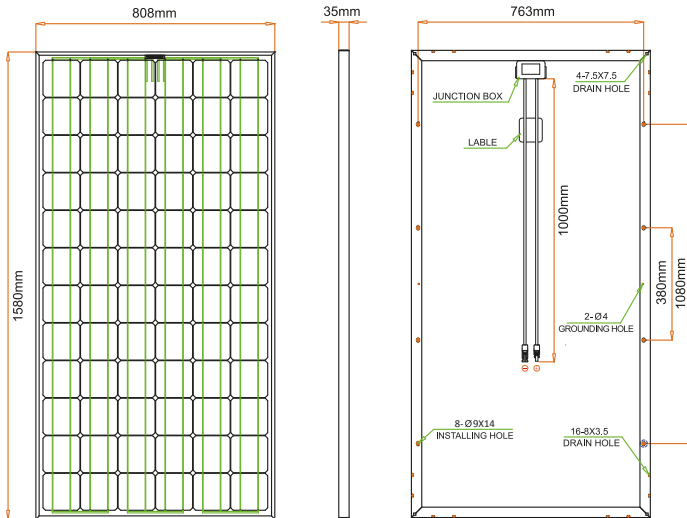 808mm
35mm
763mm
1580mm
4-7.5X7.5
DRAIN HOLE
JUNCTION BOX
LABLE
1000mm
380mm
1080mm
2-Ø4
GROUNDING HOLE
8-Ø9X14
INSTALLING HOLE
16-8X3.5
DRAIN HOLE